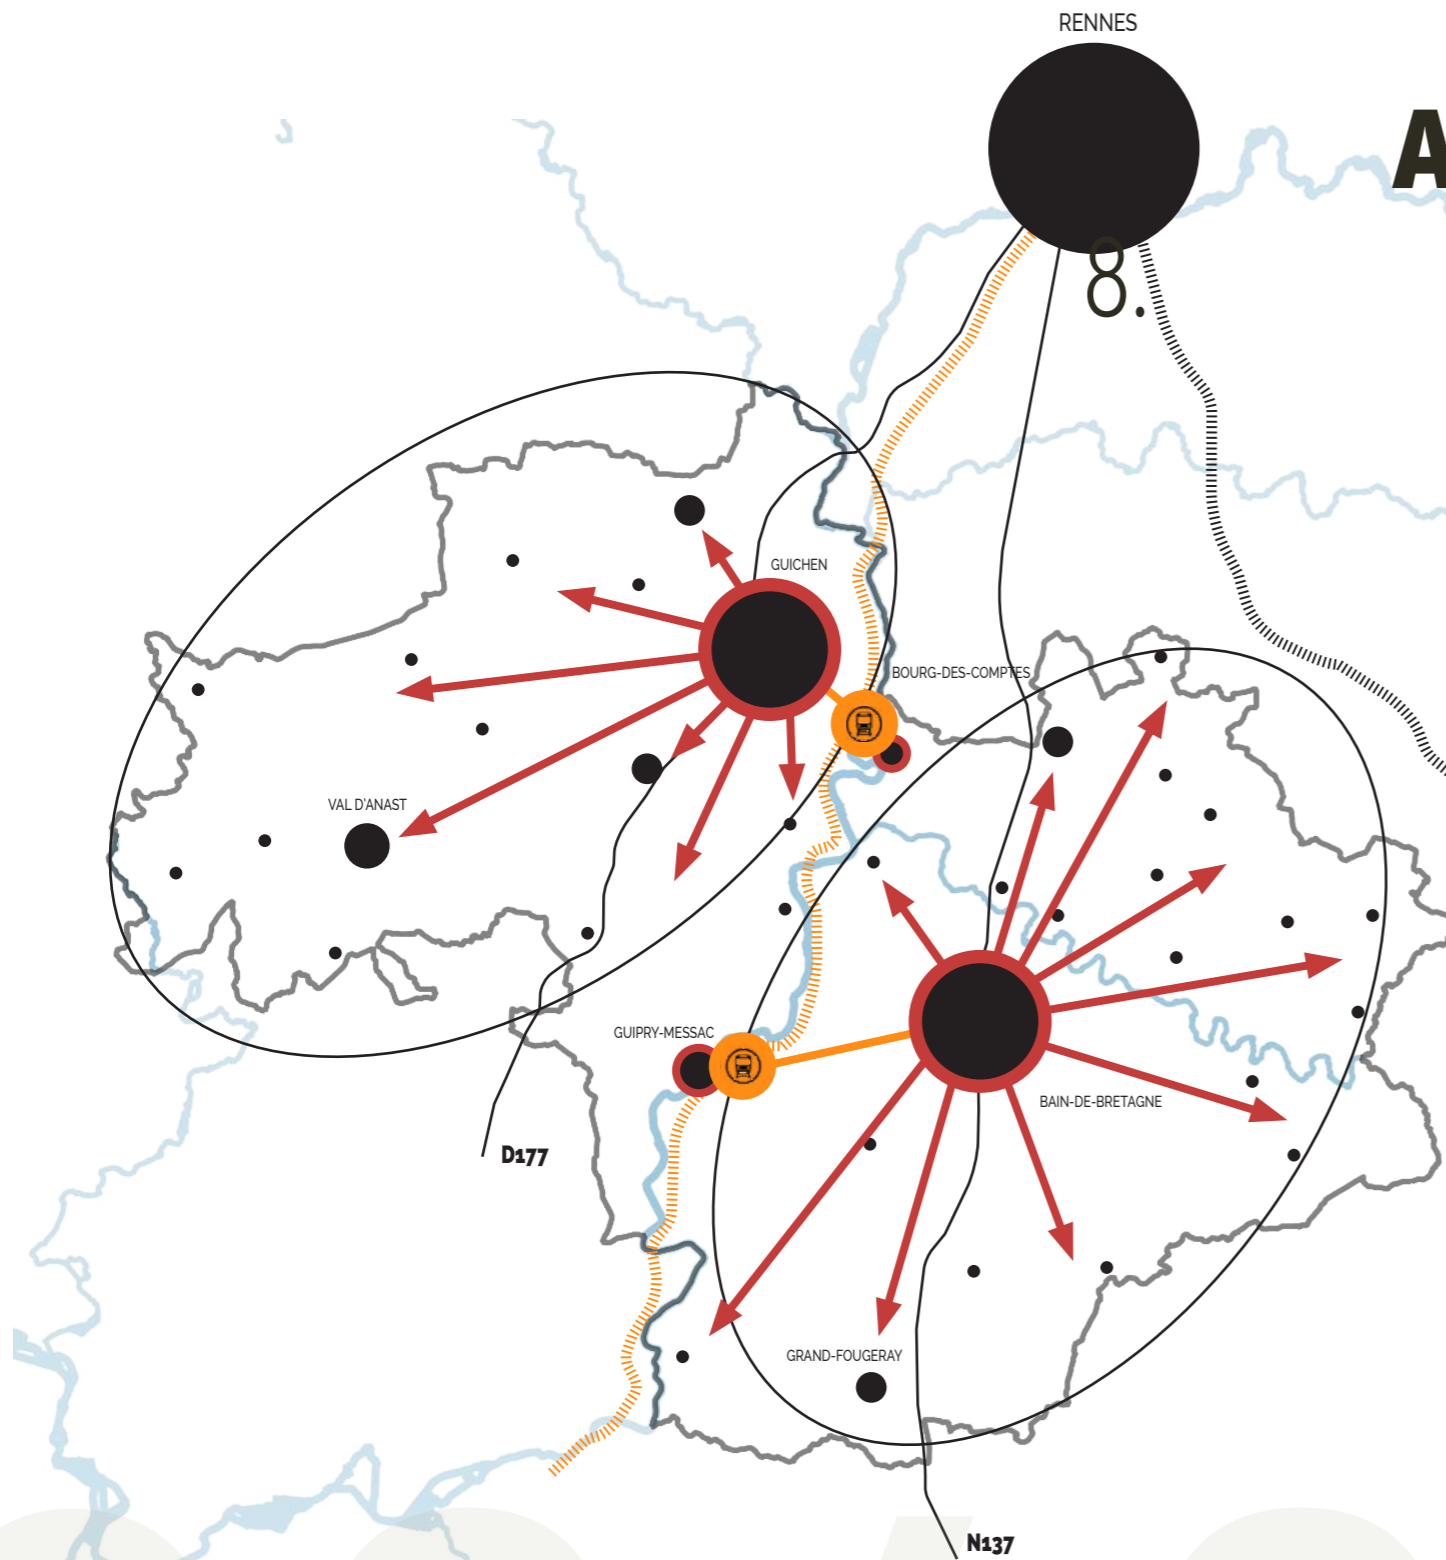 RENNES
A
8.
GUICHEN
BOURG-DES-COMPTES
VAL D'ANAST
GUIPRY-MESSAC
BAIN-DE-BRETAGNE
D177
GRAND-FOUGERAY
N137